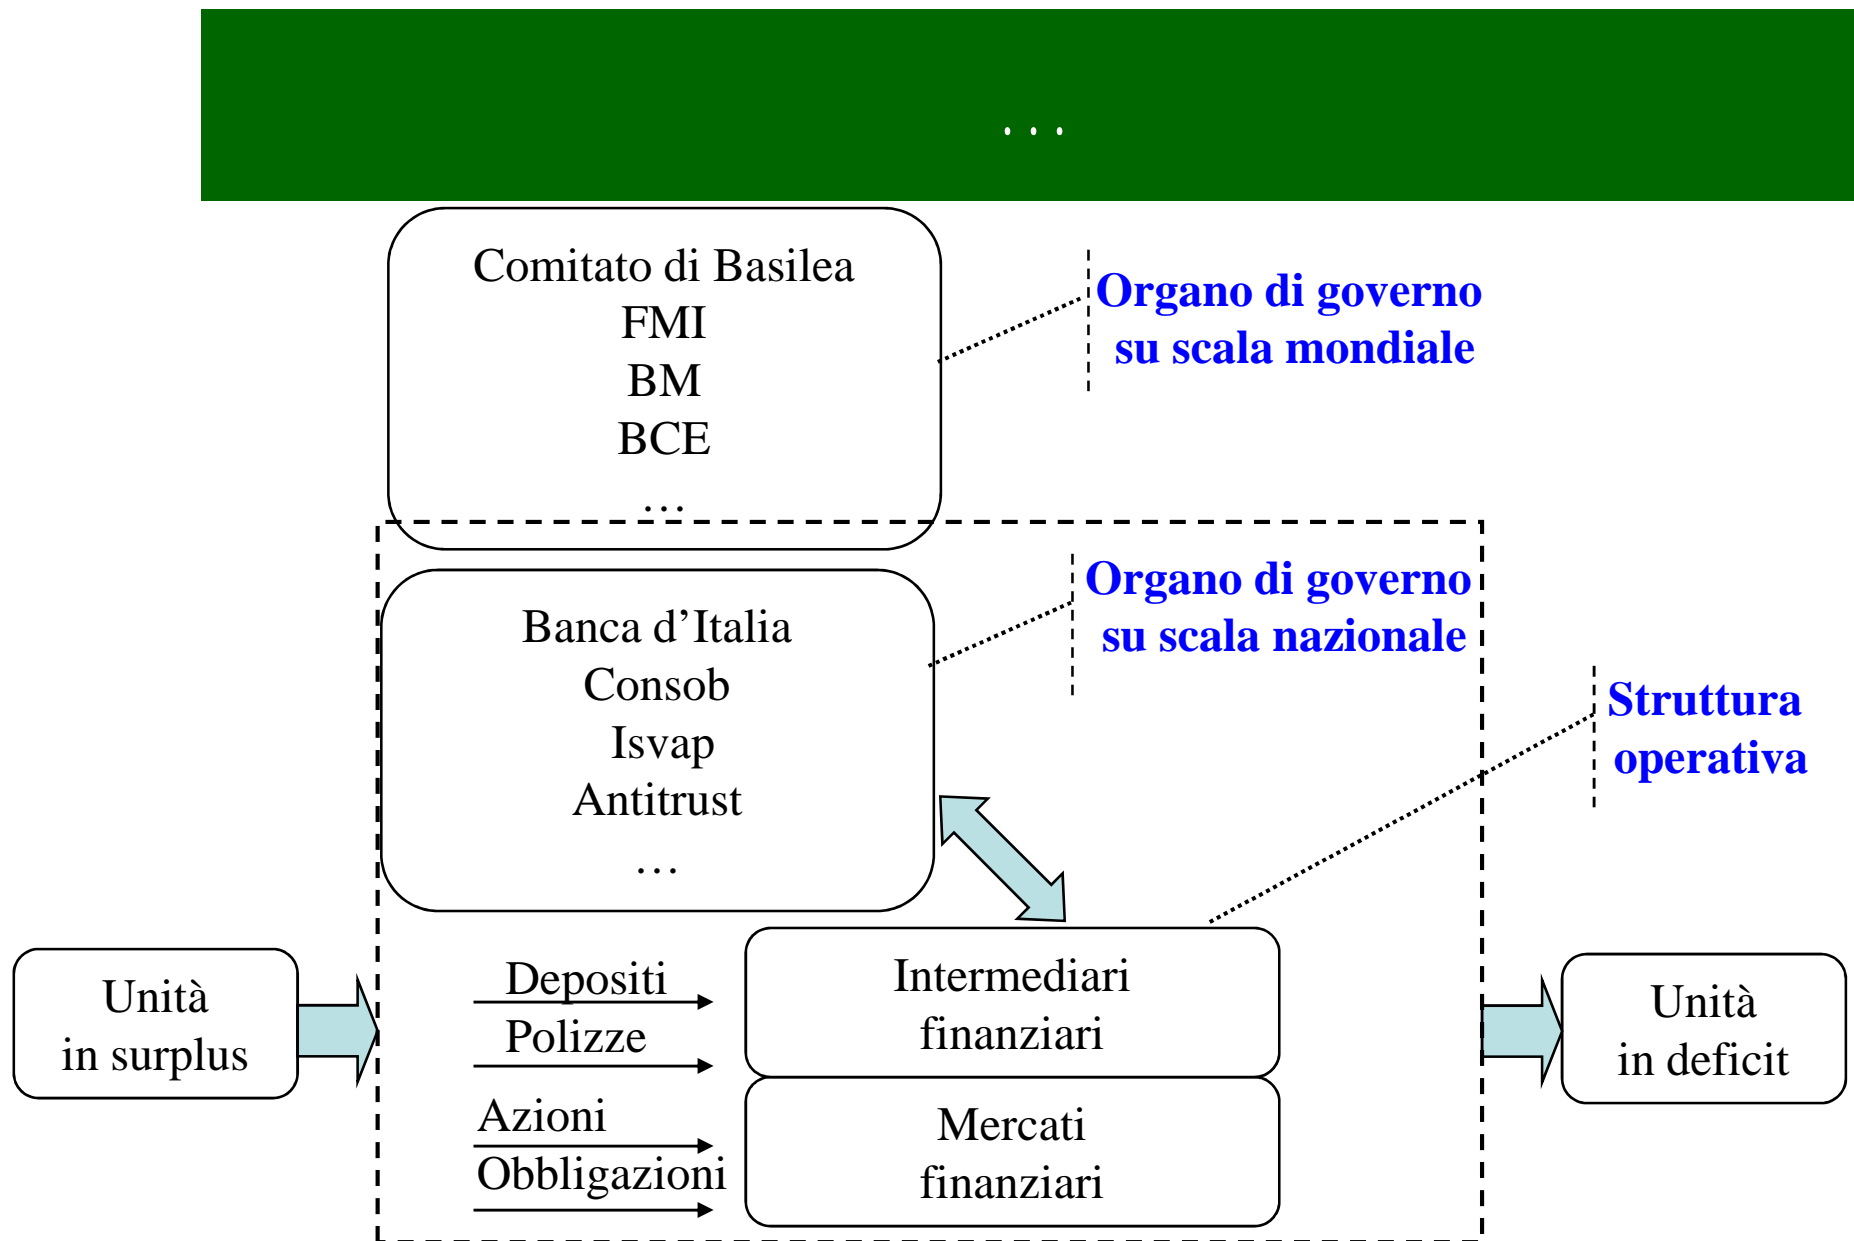 ...
Comitato di Basilea
FMI
BM
BCE
…
Organo di governo
su scala mondiale
Banca d’Italia
Consob
Isvap
Antitrust
…
Organo di governo
su scala nazionale
Struttura
operativa
Unità
in surplus
Depositi
Polizze
Azioni
Obbligazioni
Intermediari
finanziari
Mercati
finanziari
Unità
in deficit